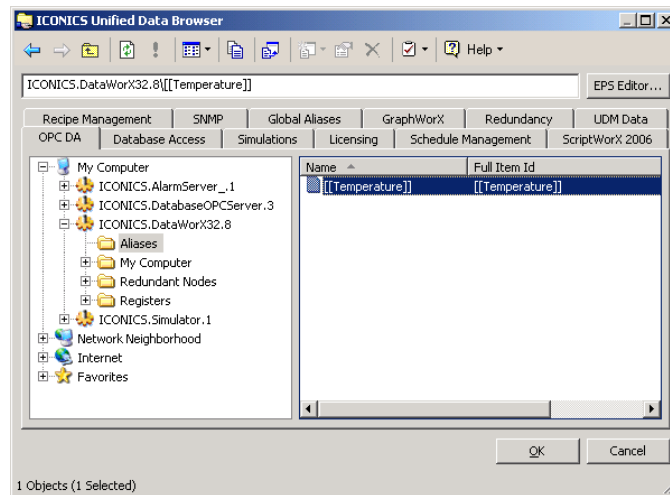 ICONICS Unified Data Browser
Help
ICONICS.DataWorX32.8\[[Temperature]]
EPS Editor...
Recipe Management SNMP Global Aliases GraphWorX Redundancy UDM Data
OPC DA Database Access Simulations Licensing Schedule Management ScriptWorX 2006
My Computer
ICONICS.AlarmServer_.1
ICONICS.DatabaseOPCServer.3
ICONICS.DataWorX32.8
Aliases
My Computer
Redundant Nodes
Registers
ICONICS.Simulator.1
Network Neighborhood
Internet
Favorites
Name Full Item Id
[[Temperature]] [[Temperature]]
OK Cancel
1 Objects (1 Selected)